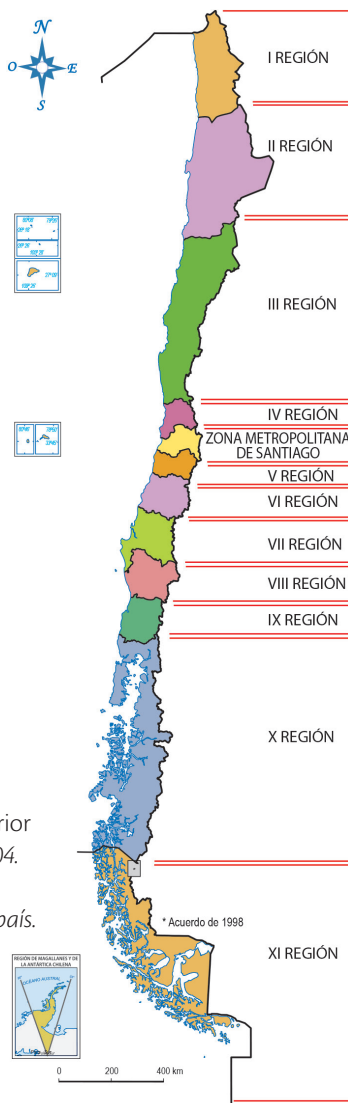 N
O
E
S
I REGIÓN
II REGIÓN
III REGIÓN
IV REGIÓN
ZONA METROPOLITANA
DE SANTIAGO
V REGIÓN
VI REGIÓN
VII REGIÓN
VIII REGIÓN
IX REGIÓN
X REGIÓN
rior
04.
país.
* Acuerdo de 1998
*
XI REGIÓN
REGIÓN DE MAGALLANES Y DE
LA ANTÁRTICA CHILENA
OCÉANO AUSTRAL
0
200
400 km